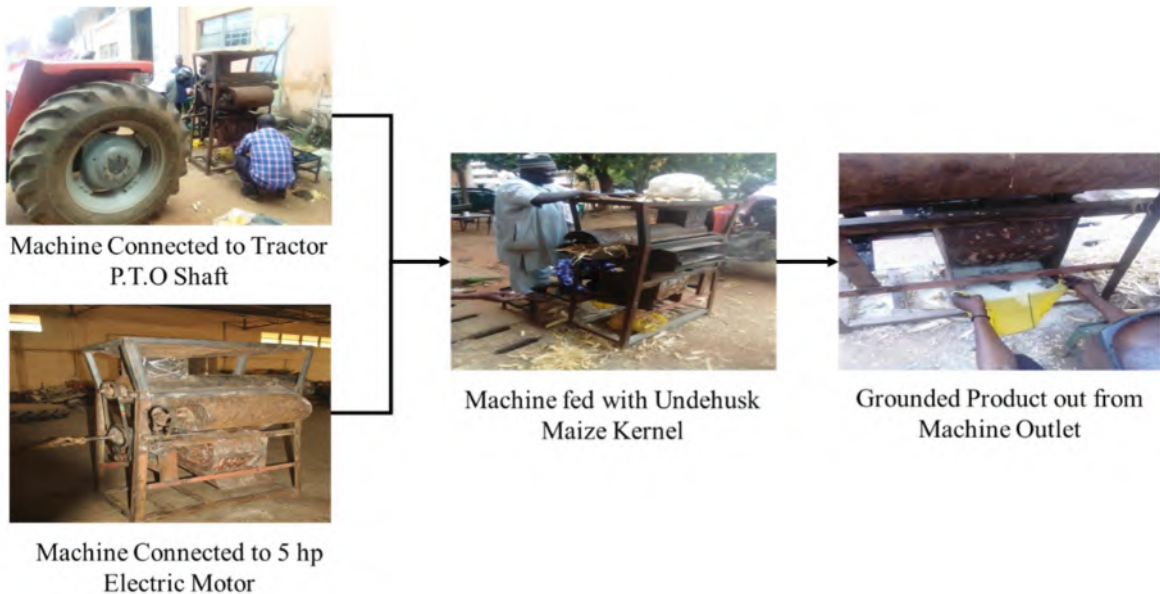 Machine Connected to Tractor
P.T.O Shaft
Machine Connected to 5 hp
Electric Motor
Machine fed with Undehusk
Maize Kernel
Grounded Product out from
Machine Outlet